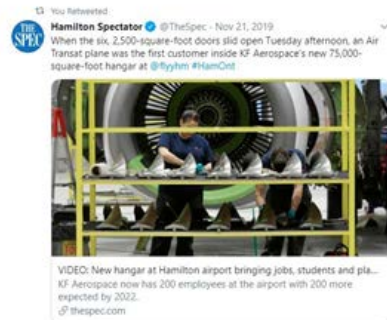 You Retweeted
THE
SPEC
Hamilton Spectator @TheSpec · Nov 21, 2019
When the six, 2,500-square-foot doors slid open Tuesday afternoon, an Air
Transat plane was the first customer inside KF Aerospace's new 75,000-
square-foot hangar at @flyyhm #HamOnt
VIDEO: New hangar at Hamilton airport bringing jobs, students and pla...
KF Aerospace now has 200 employees at the airport with 200 more
expected by 2022.
thespec.com